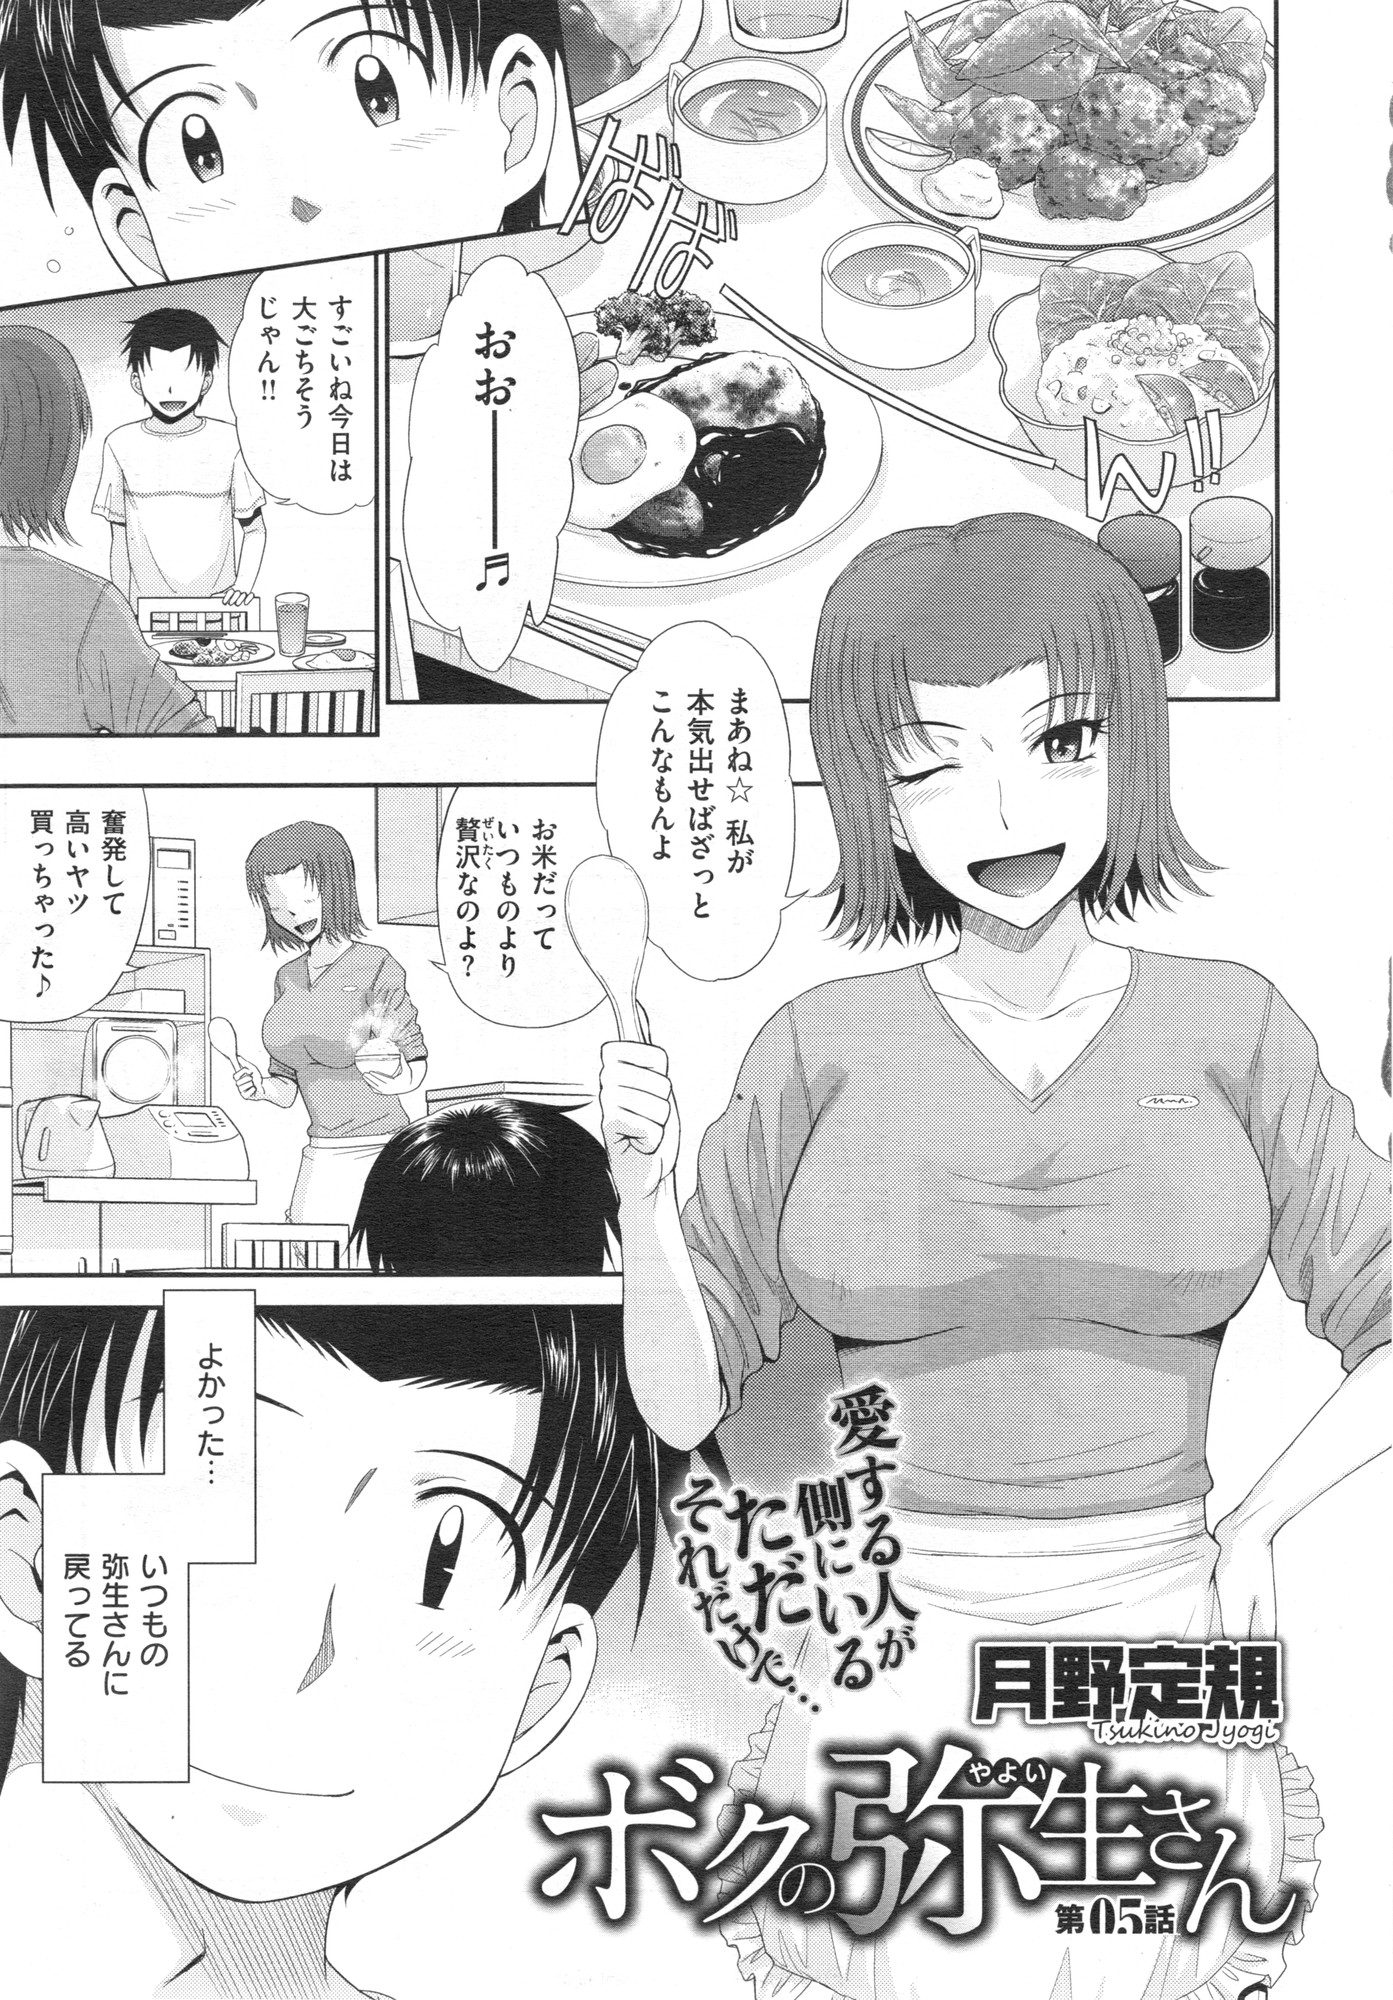 ばばーん!!
おおーーー♬
すごいね今日は
大ごちそう
じゃん!!
まあね☆私が
本気出せばざっと
こんなもんよ
お米だって
いつものより
贅沢なのよ?
ぜいたく
奮発して
高いヤツ
買っちゃった♪
よかった…
いつもの
弥生さんに
戻ってる
愛する人が
側にいる
ただ
それだけで…
月野定規
Tsukino Jyogi
ボクの弥生さん
やよい
第05話